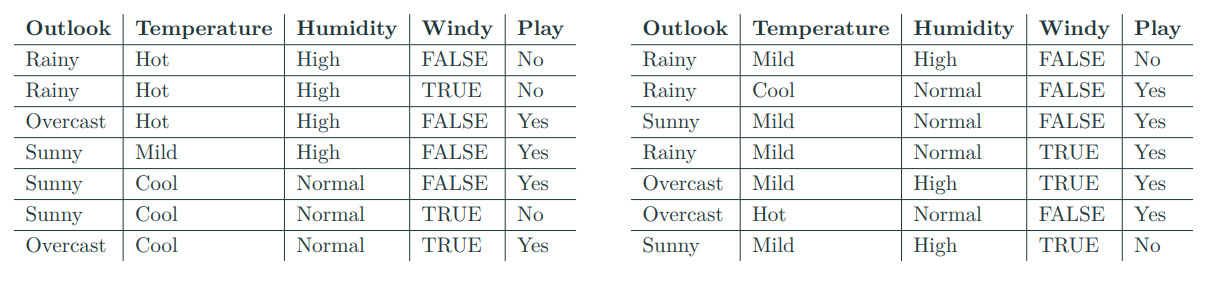 Outlook Temperature Humidity Windy Play
Rainy Hot High FALSE No
Rainy Hot High TRUE No
Overcast Hot High FALSE Yes
Sunny Mild High FALSE Yes
Sunny Cool Normal FALSE Yes
Sunny Cool Normal TRUE No
Overcast Cool Normal TRUE Yes
Outlook Temperature Humidity Windy Play
Rainy Mild High FALSE No
Rainy Cool Normal FALSE Yes
Sunny Mild Normal FALSE Yes
Rainy Mild Normal TRUE Yes
Overcast Mild High TRUE Yes
Overcast Hot Normal FALSE Yes
Sunny Mild High TRUE No